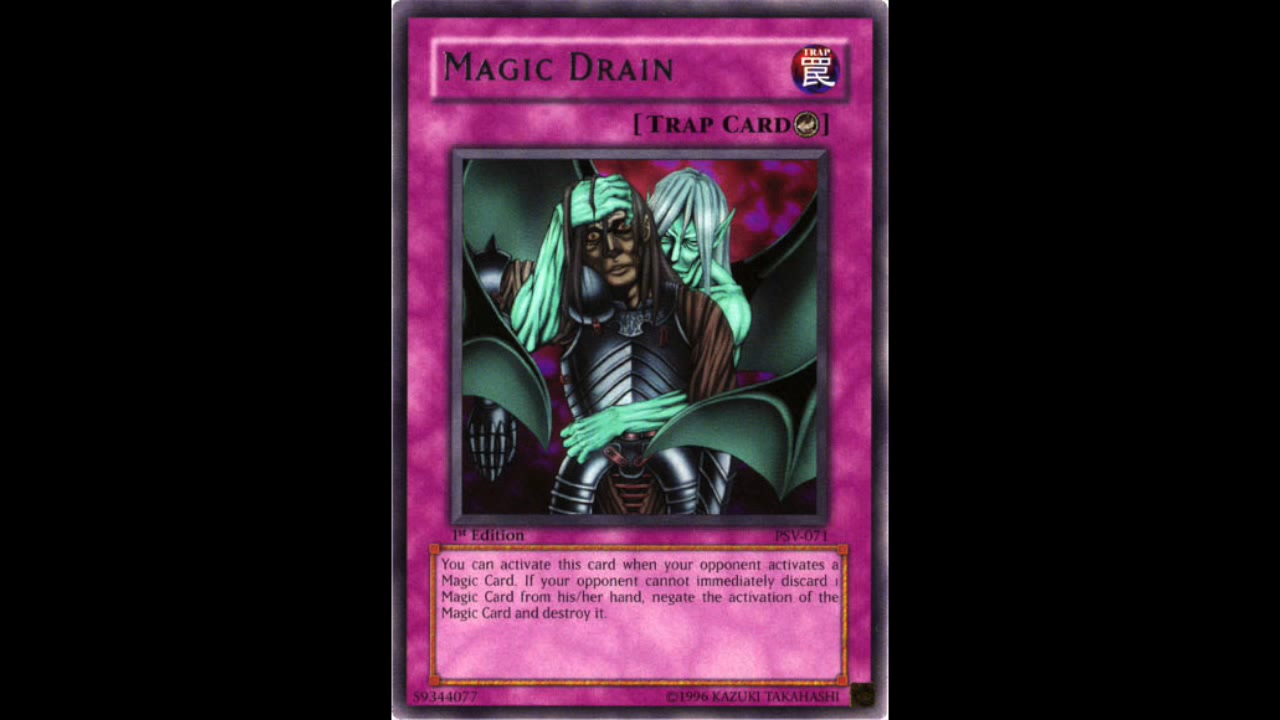 Magic Drain
TRAP
罠
[Trap Card]
1st Edition
PSV-071
You can activate this card when your opponent activates a
Magic Card. If your opponent cannot immediately discard 1
Magic Card from his/her hand, negate the activation of the
Magic Card and destroy it.
59344077
©1996 KAZUKI TAKAHASHI